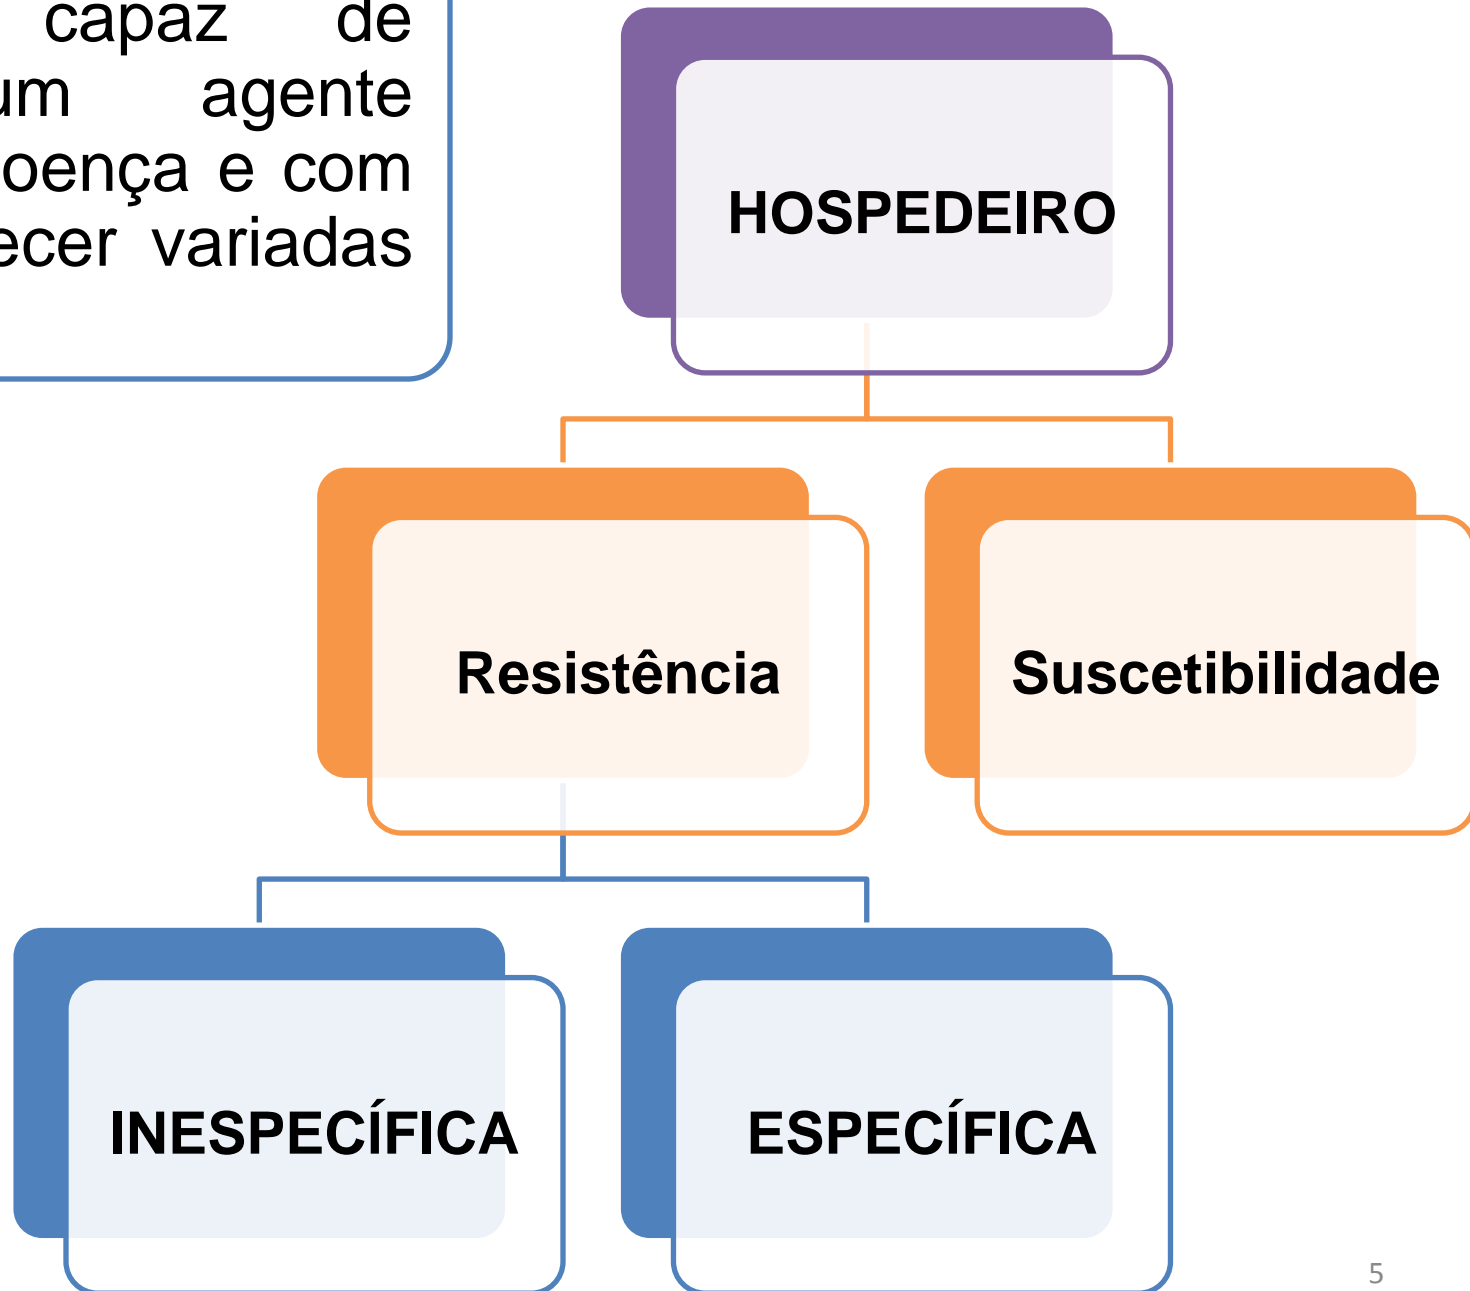 capaz de
um agente
oença e com
ecer variadas
HOSPEDEIRO
Resistência
Suscetibilidade
INESPECÍFICA
ESPECÍFICA
5